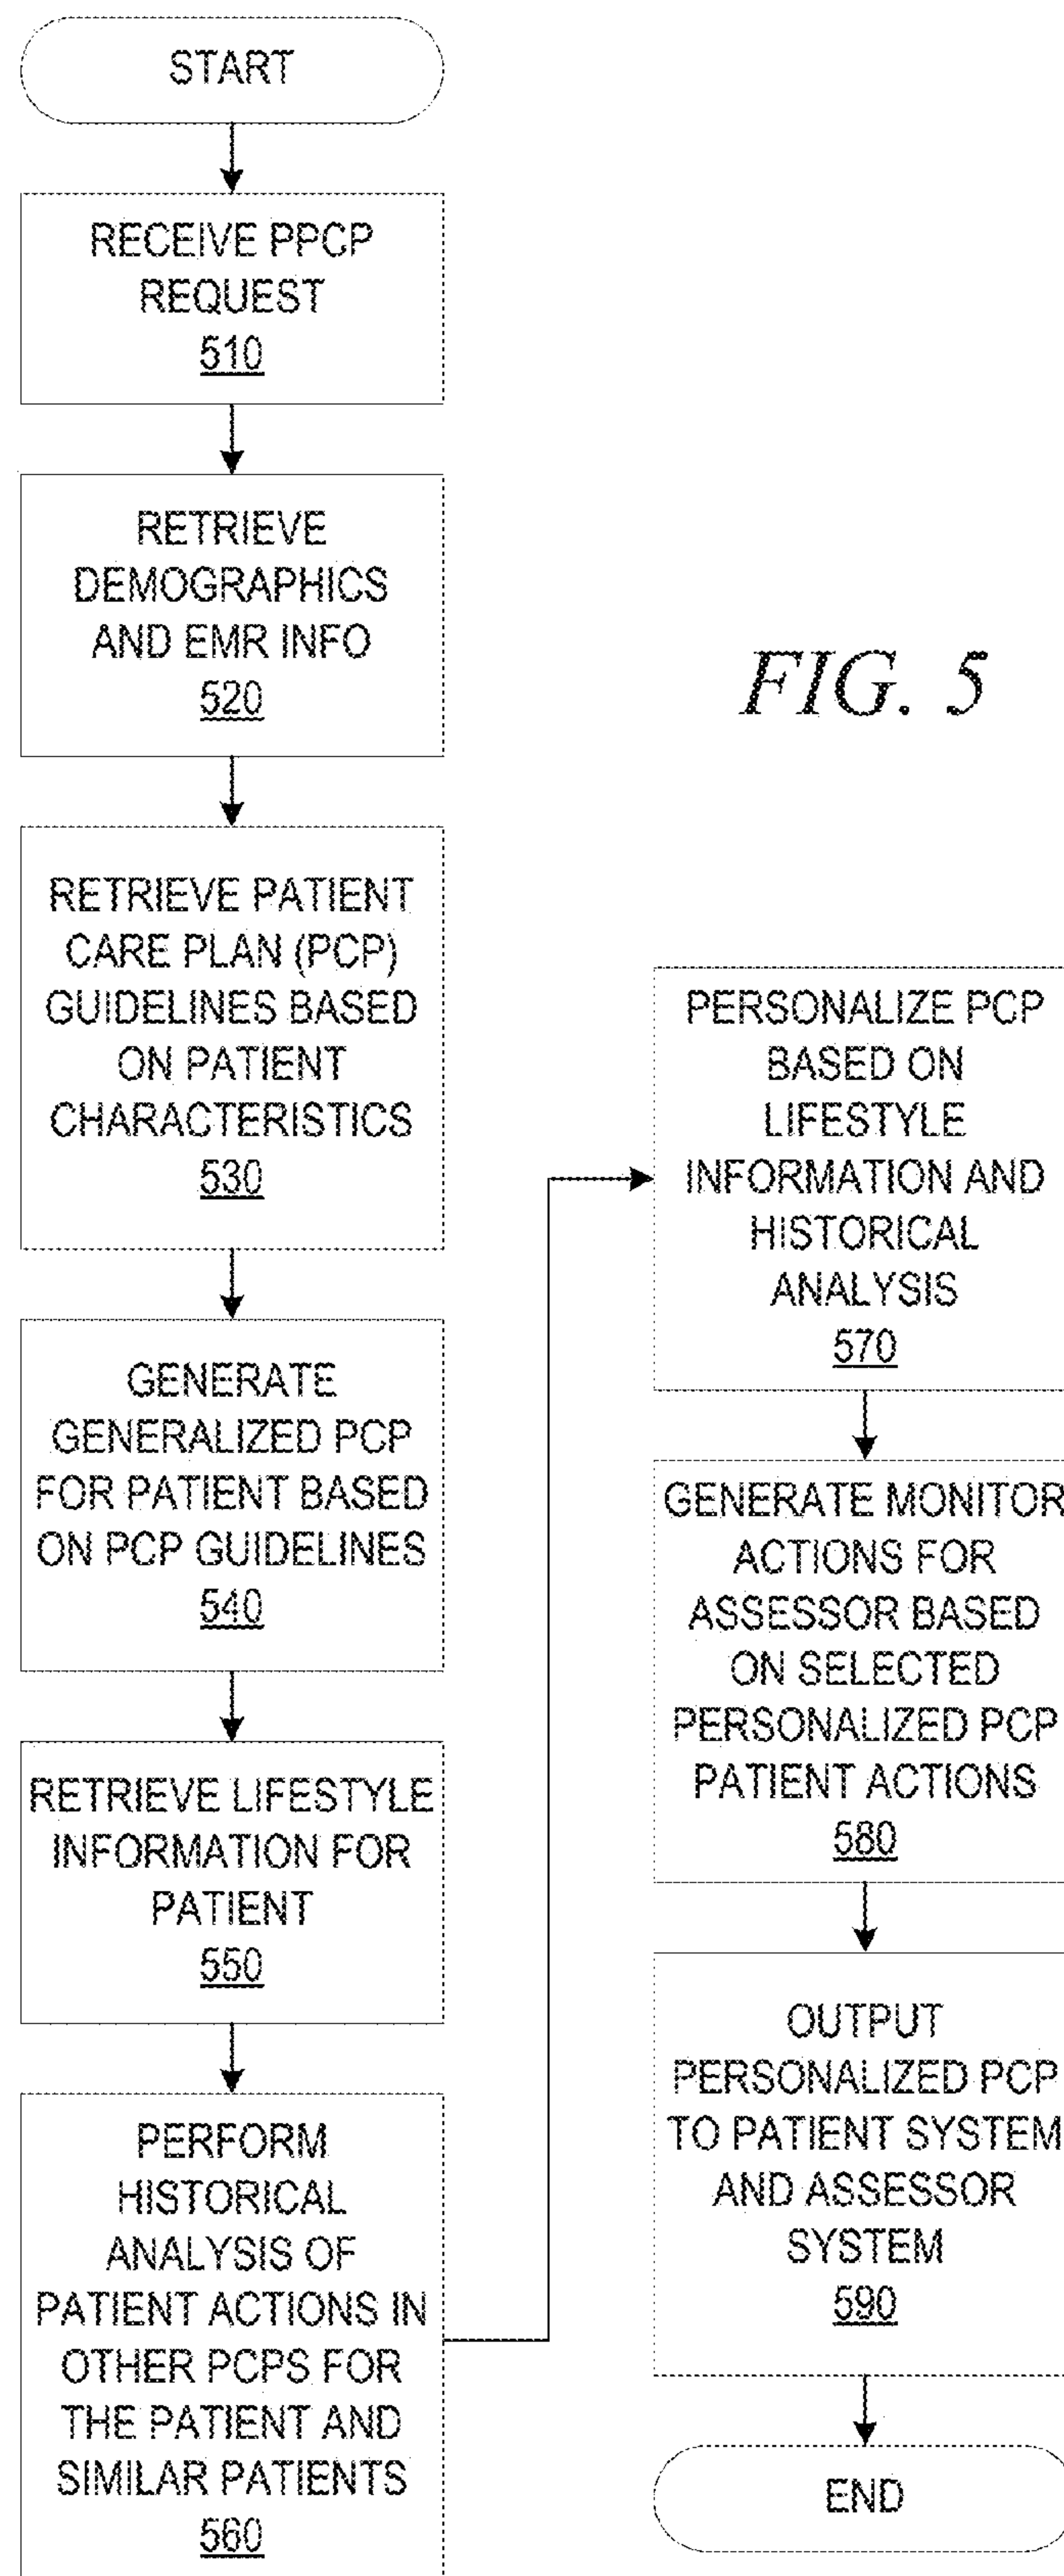 START
RECEIVE PPCP
REQUEST
510
RETRIEVE
DEMOGRAPHICS
AND EMR INFO
520
RETRIEVE PATIENT
CARE PLAN (PCP)
GUIDELINES BASED
ON PATIENT
CHARACTERISTICS
530
GENERATE
GENERALIZED PCP
FOR PATIENT BASED
ON PCP GUIDELINES
540
RETRIEVE LIFESTYLE
INFORMATION FOR
PATIENT
550
PERFORM
HISTORICAL
ANALYSIS OF
PATIENT ACTIONS IN
OTHER PCPS FOR
THE PATIENT AND
SIMILAR PATIENTS
560
FIG. 5
PERSONALIZE PCP
BASED ON
LIFESTYLE
INFORMATION AND
HISTORICAL
ANALYSIS
570
GENERATE MONITOR
ACTIONS FOR
ASSESSOR BASED
ON SELECTED
PERSONALIZED PCP
PATIENT ACTIONS
580
OUTPUT
PERSONALIZED PCP
TO PATIENT SYSTEM
AND ASSESSOR
SYSTEM
590
END